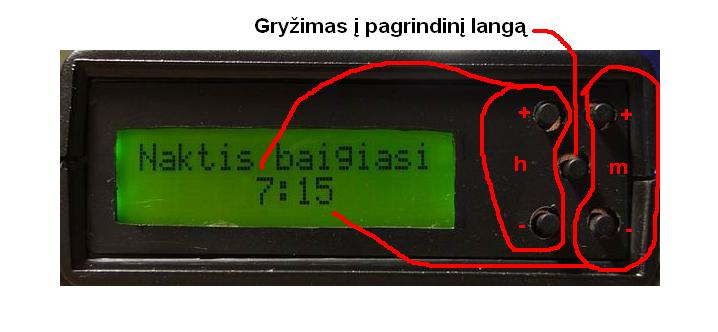 Gryžimas į pagrindinį langą
+ +
Naktis baigiasi
h m
7:15
- -